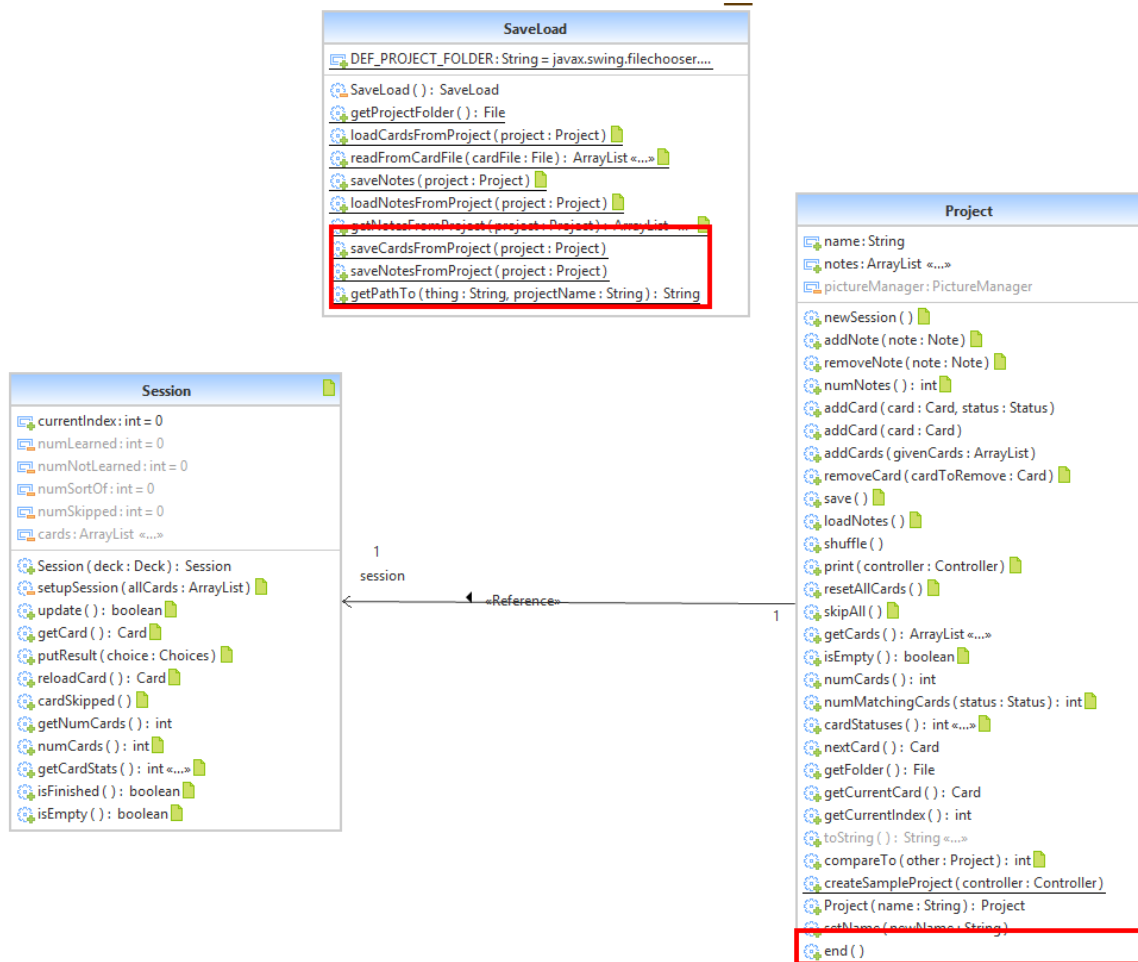 SaveLoad
DEF_PROJECT_FOLDER : String = javax.swing.filechooser....
SaveLoad ( ) : SaveLoad
getProjectFolder ( ) : File
loadCardsFromProject ( project : Project )
readFromCardFile ( cardFile : File ) : ArrayList «...»
saveNotes ( project : Project )
loadNotesFromProject ( project : Project )
getNotesFromProject ( project : Project ) : ArrayList ...
saveCardsFromProject ( project : Project )
saveNotesFromProject ( project : Project )
getPathTo ( thing : String, projectName : String ) : String
Session
currentIndex : int = 0
numLearned : int = 0
numNotLearned : int = 0
numSortOf : int = 0
numSkipped : int = 0
cards : ArrayList «...»
Session ( deck : Deck ) : Session
setupSession ( allCards : ArrayList )
update ( ) : boolean
getCard ( ) : Card
putResult ( choice : Choices )
reloadCard ( ) : Card
cardSkipped ( )
getNumCards ( ) : int
numCards ( ) : int
getCardStats ( ) : int «...»
isFinished ( ) : boolean
isEmpty ( ) : boolean
1
session
«Reference»
1
Project
name : String
notes : ArrayList «...»
pictureManager : PictureManager
newSession ( )
addNote ( note : Note )
removeNote ( note : Note )
numNotes ( ) : int
addCard ( card : Card, status : Status )
addCard ( card : Card )
addCards ( givenCards : ArrayList )
removeCard ( cardToRemove : Card )
save ( )
loadNotes ( )
shuffle ( )
print ( controller : Controller )
resetAllCards ( )
skipAll ( )
getCards ( ) : ArrayList «...»
isEmpty ( ) : boolean
numCards ( ) : int
numMatchingCards ( status : Status ) : int
cardStatuses ( ) : int «...»
nextCard ( ) : Card
getFolder ( ) : File
getCurrentCard ( ) : Card
getCurrentIndex ( ) : int
toString ( ) : String «...»
compareTo ( other : Project ) : int
createSampleProject ( controller : Controller )
Project ( name : String ) : Project
setName ( newName : String )
end ( )